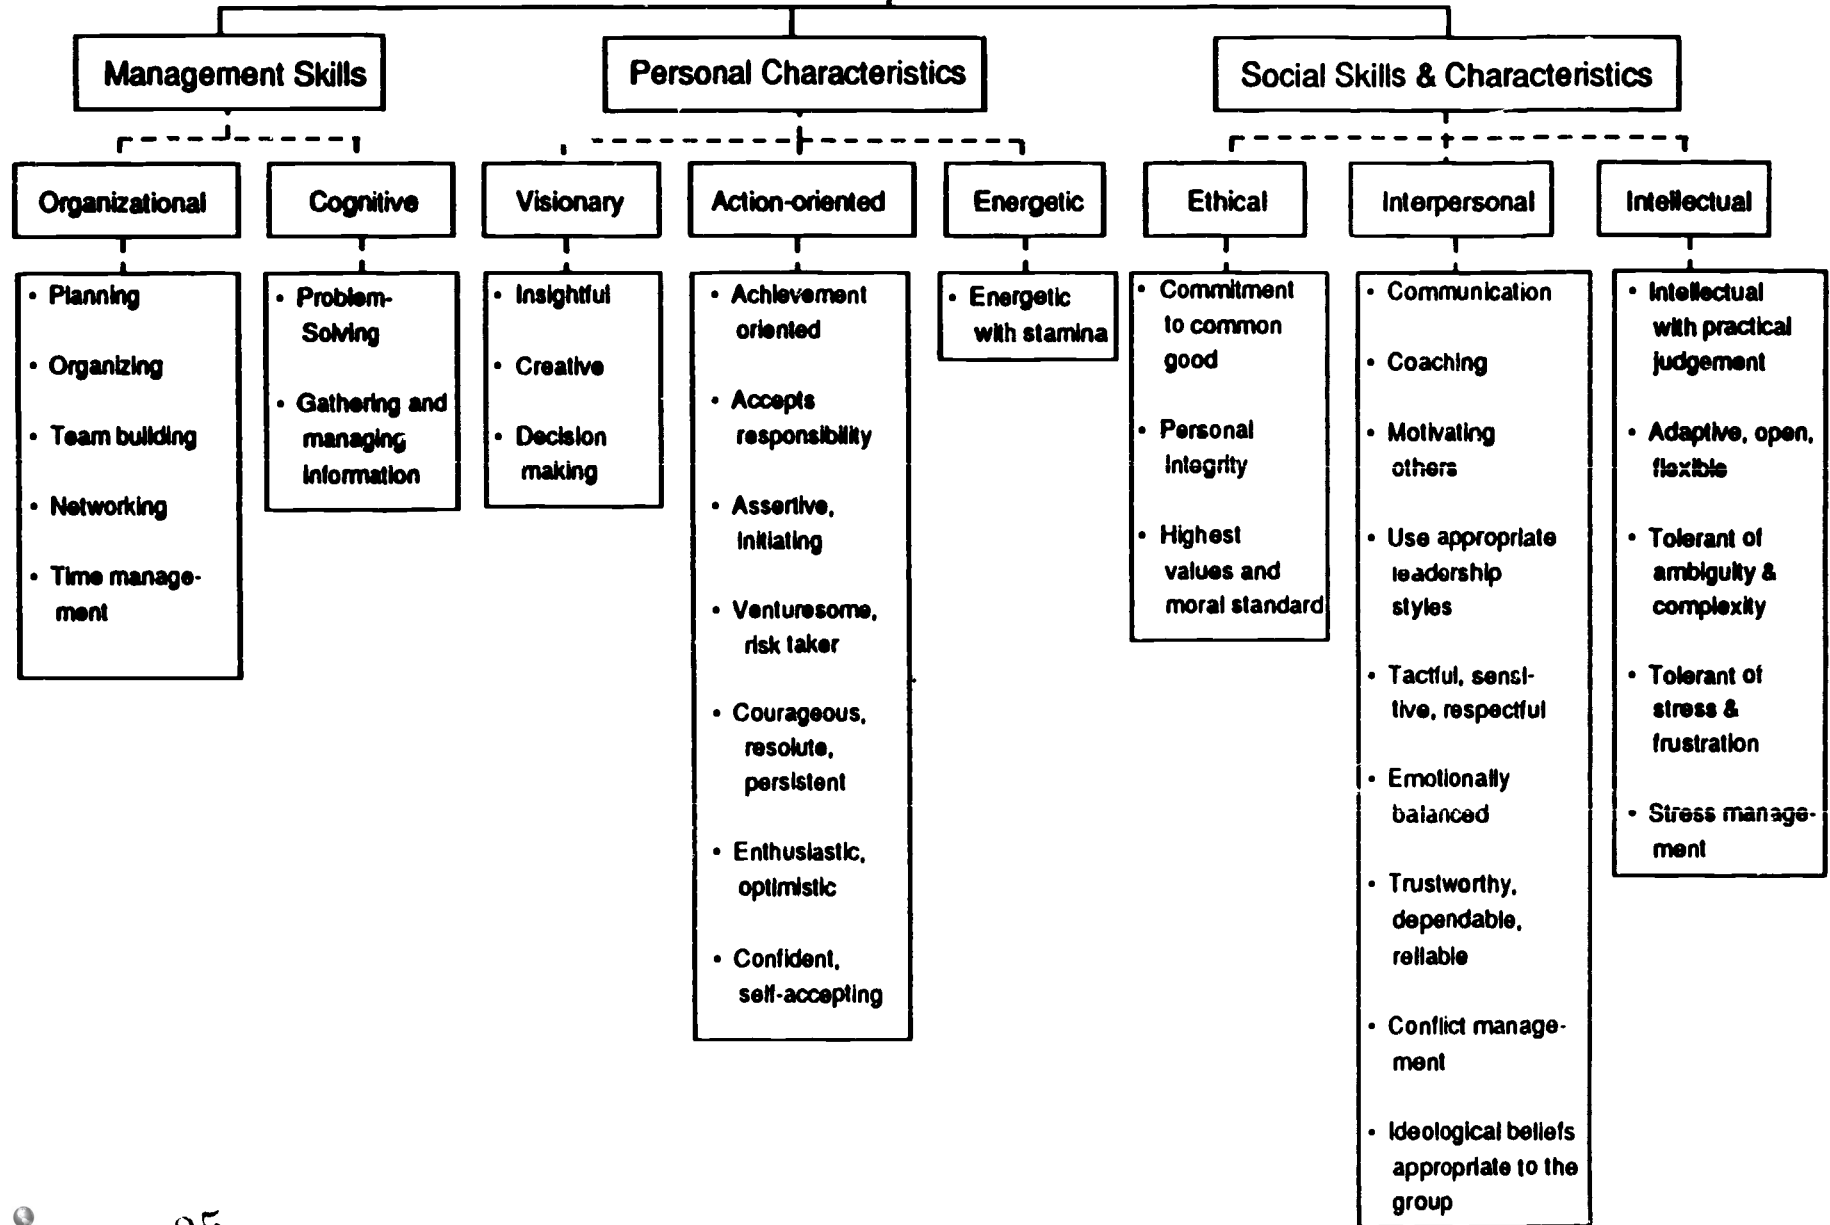 Management Skills
Personal Characteristics
Social Skills & Characteristics
Organizational
Cognitive
Visionary
Action-oriented
Energetic
Ethical
Interpersonal
Intellectual
• Planning
• Organizing
• Team building
• Networking
• Time manage-
ment
• Problem-
Solving
• Gathering and
managing
information
• Insightful
• Creative
• Decision
making
• Achievement
oriented
• Accepts
responsibility
• Assertive,
initiating
• Venturesome,
risk taker
• Courageous,
resolute,
persistent
• Enthusiastic,
optimistic
• Confident,
self-accepting
• Energetic
with stamina
• Commitment
to common
good
• Personal
integrity
• Highest
values and
moral standard
• Communication
• Coaching
• Motivating
others
• Use appropriate
leadership
styles
• Tactful, sensi-
tive, respectful
• Emotionally
balanced
• Trustworthy,
dependable,
reliable
• Conflict manage-
ment
• Ideological beliefs
appropriate to the
group
• Intellectual
with practical
judgement
• Adaptive, open,
flexible
• Tolerant of
ambiguity &
complexity
• Tolerant of
stress &
frustration
• Stress manage-
ment